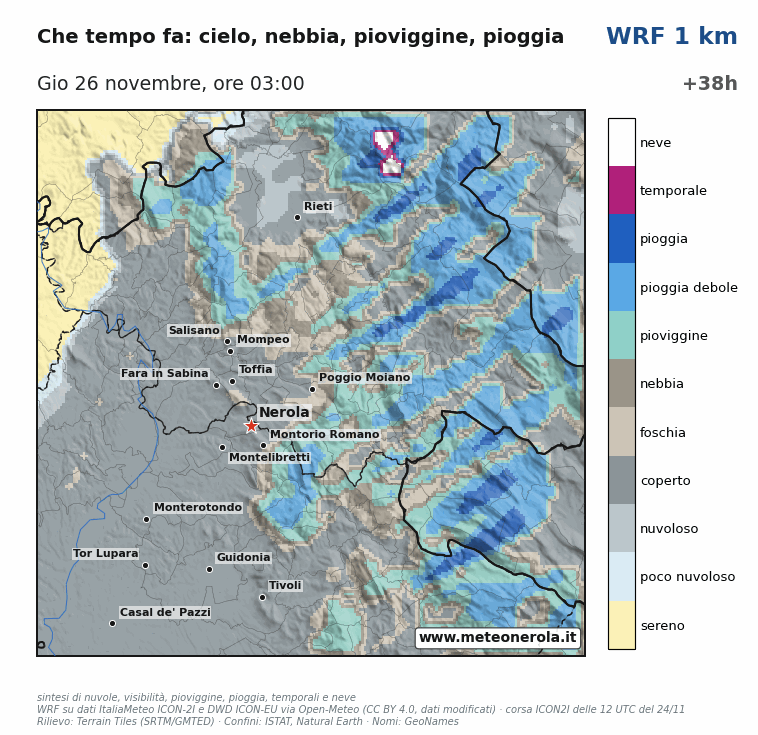 Che tempo fa: cielo, nebbia, pioviggine, pioggia
WRF 1 km
Gio 26 novembre, ore 03:00
+38h
neve
temporale
pioggia
pioggia debole
pioviggine
nebbia
foschia
coperto
nuvoloso
poco nuvoloso
sereno
Rieti
Salisano
Mompeo
Fara in Sabina
Toffia
Poggio Moiano
Nerola
Montorio Romano
Montelibretti
Monterotondo
Tor Lupara
Guidonia
Tivoli
Casal de' Pazzi
www.meteonerola.it
sintesi di nuvole, visibilità, pioviggine, pioggia, temporali e neve
WRF su dati ItaliaMeteo ICON-2I e DWD ICON-EU via Open-Meteo (CC BY 4.0, dati modificati) · corsa ICON2I delle 12 UTC del 24/11
Rilievo: Terrain Tiles (SRTM/GMTED) · Confini: ISTAT, Natural Earth · Nomi: GeoNames